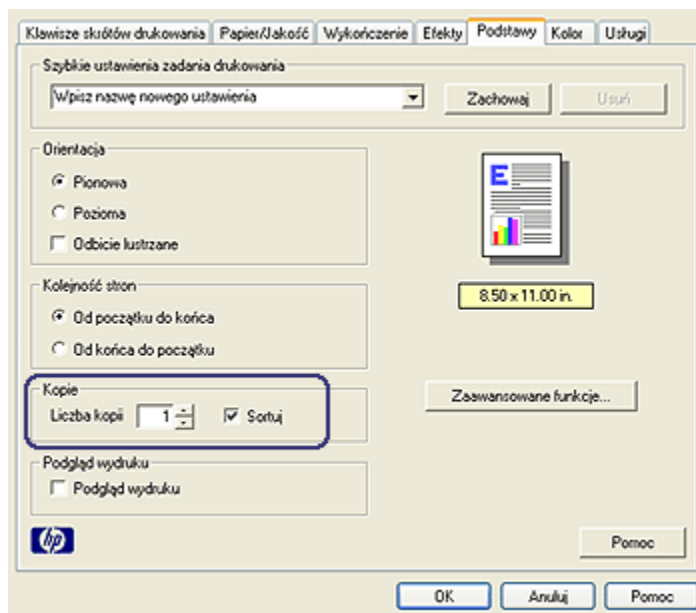 Klawisze skrótów drukowania Papier/Jakość Wykończenie Efekty Podstawy Kolor Usługi
Szybkie ustawienia zadania drukowania
Wpisz nazwę nowego ustawienia Zachowaj Usuń
Orientacja
Pionowa
Pozioma
Odbicie lustrzane
E
8.50 x 11.00 in.
Kolejność stron
Od początku do końca
Od końca do początku
Kopie
Liczba kopii 1 Sortuj
Zaawansowane funkcje...
Podgląd wydruku
Podgląd wydruku
hp
Pomoc
OK Anuluj Pomoc